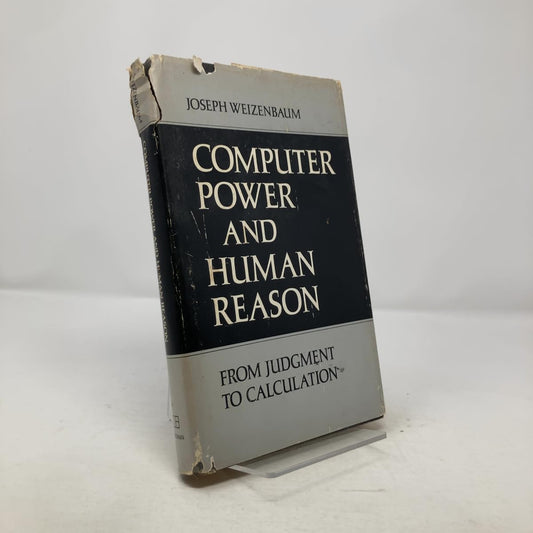 JOSEPH WEIZENBAUM
COMPUTER
POWER
AND
HUMAN
REASON
FROM JUDGMENT
TO CALCULATION